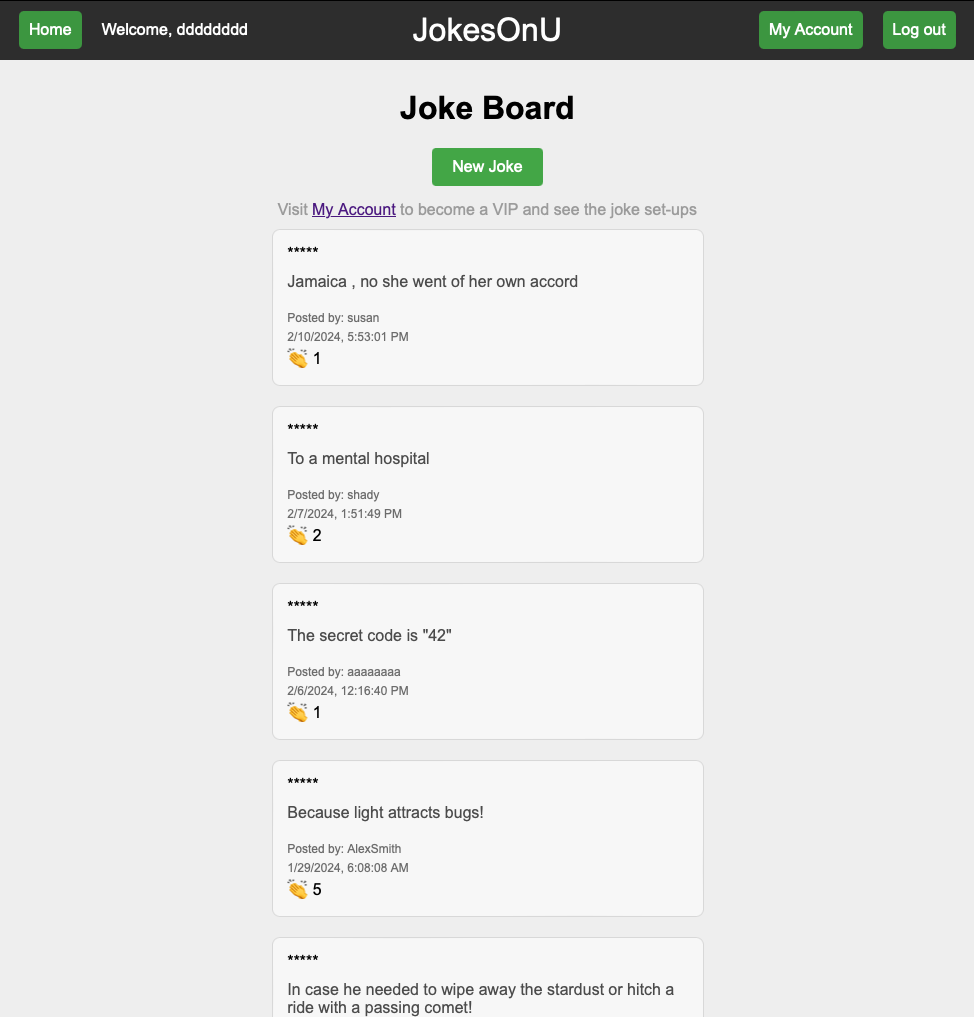 Home
Welcome, dddddddd
JokesOnU
My Account
Log out
Joke Board
New Joke
Visit My Account to become a VIP and see the joke set-ups
*****
Jamaica , no she went of her own accord
Posted by: susan
2/10/2024, 5:53:01 PM
👏 1
*****
To a mental hospital
Posted by: shady
2/7/2024, 1:51:49 PM
👏 2
*****
The secret code is "42"
Posted by: aaaaaaaa
2/6/2024, 12:16:40 PM
👏 1
*****
Because light attracts bugs!
Posted by: AlexSmith
1/29/2024, 6:08:08 AM
👏 5
*****
In case he needed to wipe away the stardust or hitch a
ride with a passing comet!